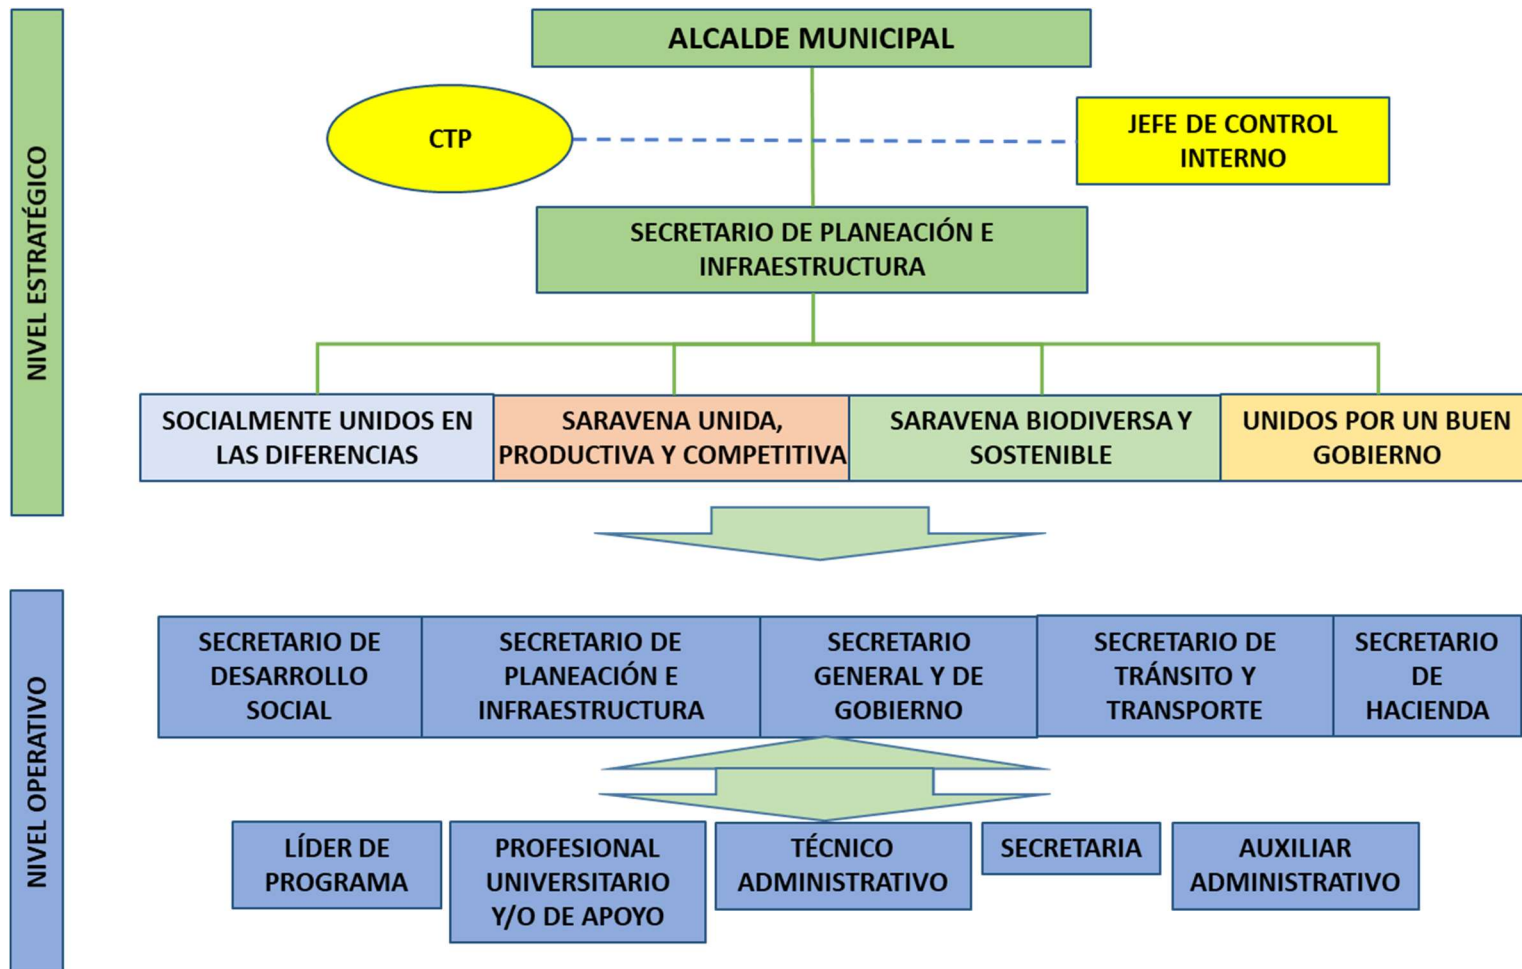 NIVEL ESTRATÉGICO
ALCALDE MUNICIPAL
CTP
JEFE DE CONTROL
INTERNO
SECRETARIO DE PLANEACIÓN E
INFRAESTRUCTURA
SOCIALMENTE UNIDOS EN
LAS DIFERENCIAS
SARAVENA UNIDA,
PRODUCTIVA Y COMPETITIVA
SARAVENA BIODIVERSA Y
SOSTENIBLE
UNIDOS POR UN BUEN
GOBIERNO
NIVEL OPERATIVO
SECRETARIO DE
DESARROLLO
SOCIAL
SECRETARIO DE
PLANEACIÓN E
INFRAESTRUCTURA
SECRETARIO
GENERAL Y DE
GOBIERNO
SECRETARIO DE
TRÁNSITO Y
TRANSPORTE
SECRETARIO
DE
HACIENDA
LÍDER DE
PROGRAMA
PROFESIONAL
UNIVERSITARIO
Y/O DE APOYO
TÉCNICO
ADMINISTRATIVO
SECRETARIA
AUXILIAR
ADMINISTRATIVO